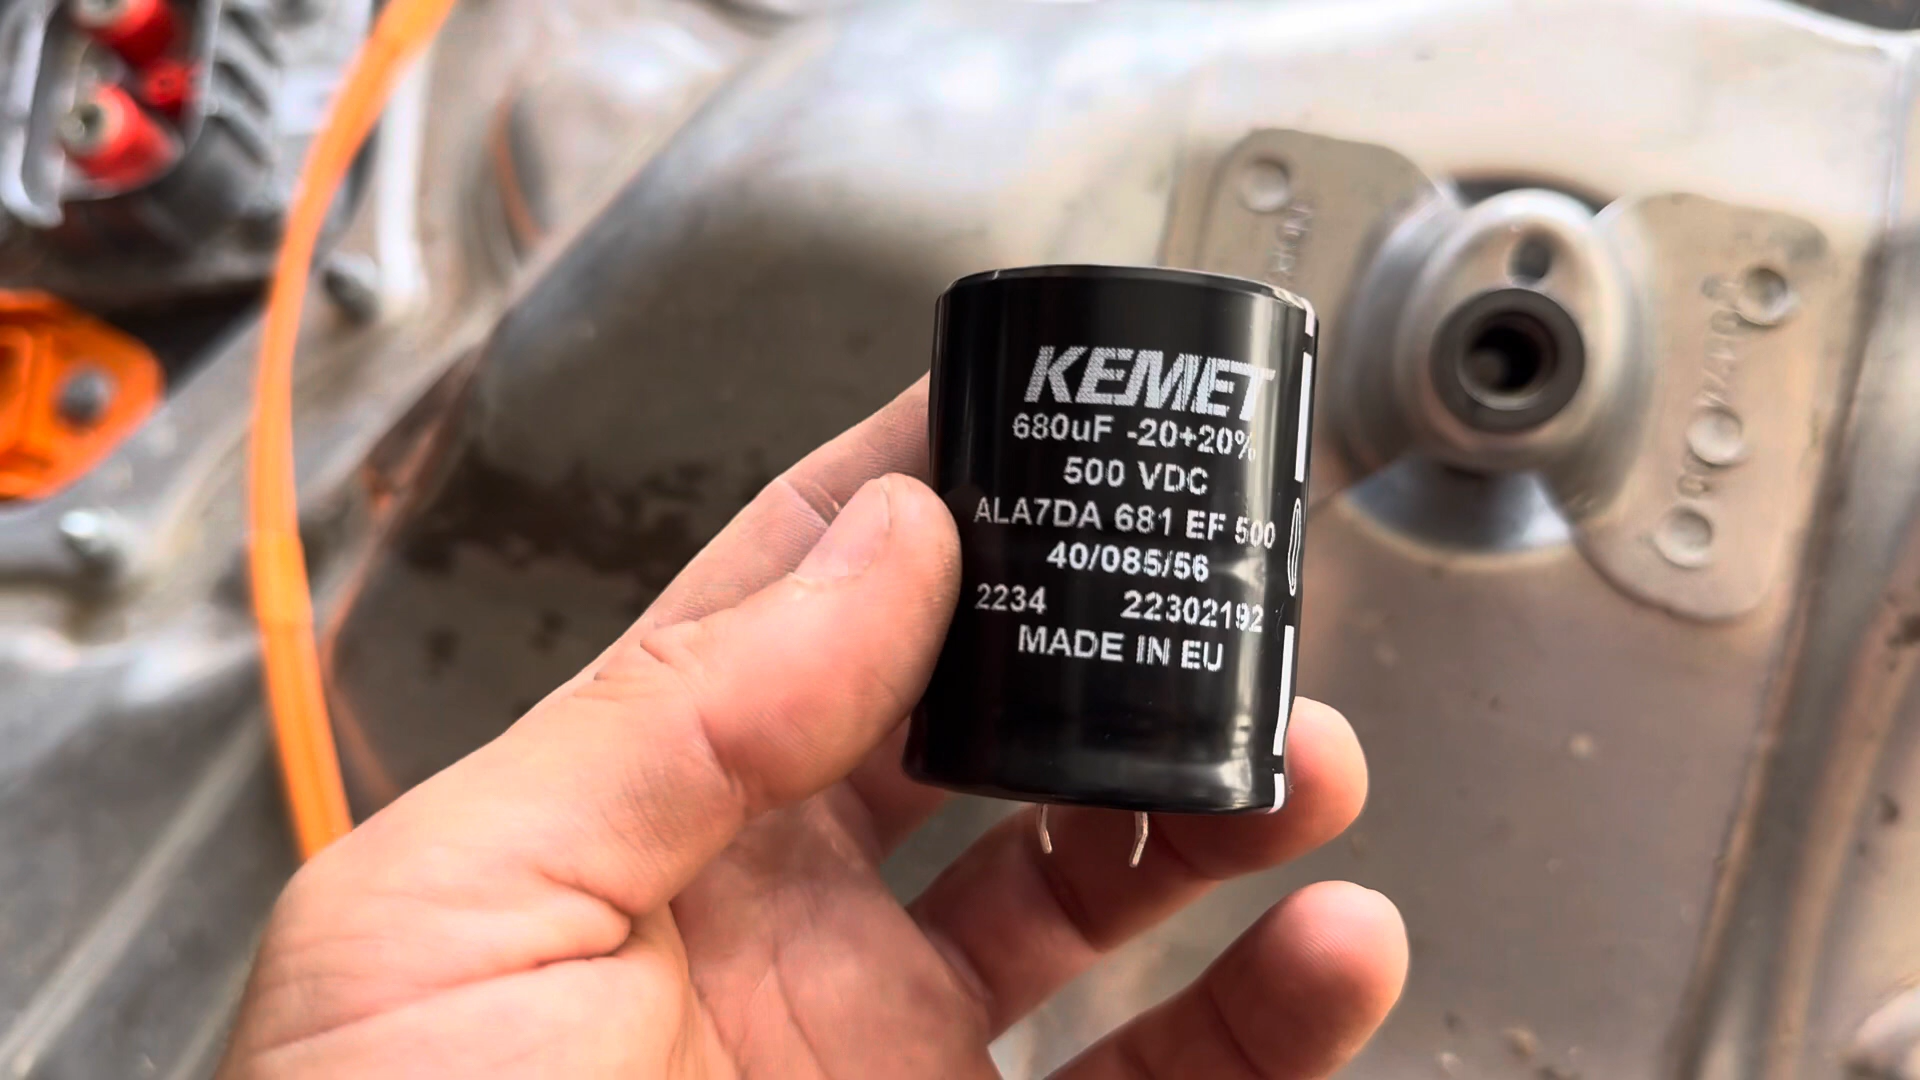 KEMET
680uF -20+20%
500 VDC
ALA7DA 681 EF 500
40/085/56
2234 22302192
MADE IN EU